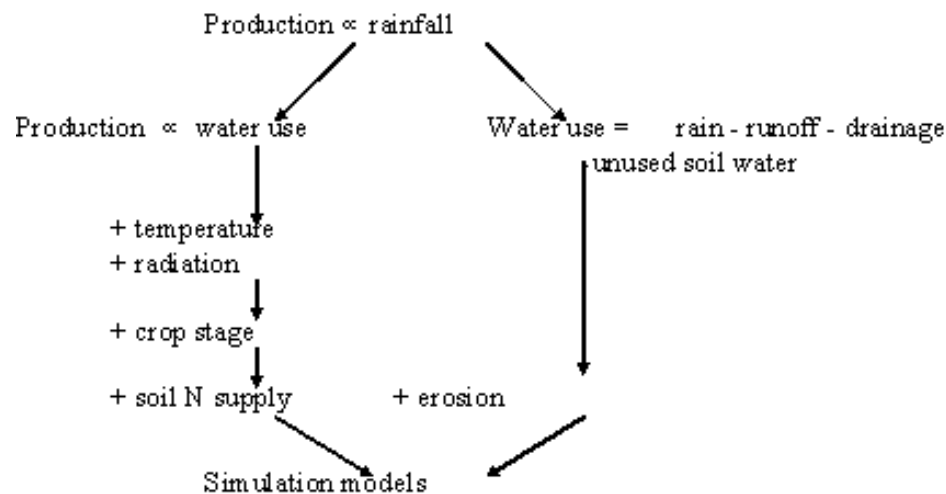 Production ∝ rainfall
Production ∝ water use
Water use = rain - runoff - drainage
- unused soil water
+ temperature
+ radiation
+ crop stage
+ soil N supply
+ erosion
Simulation models